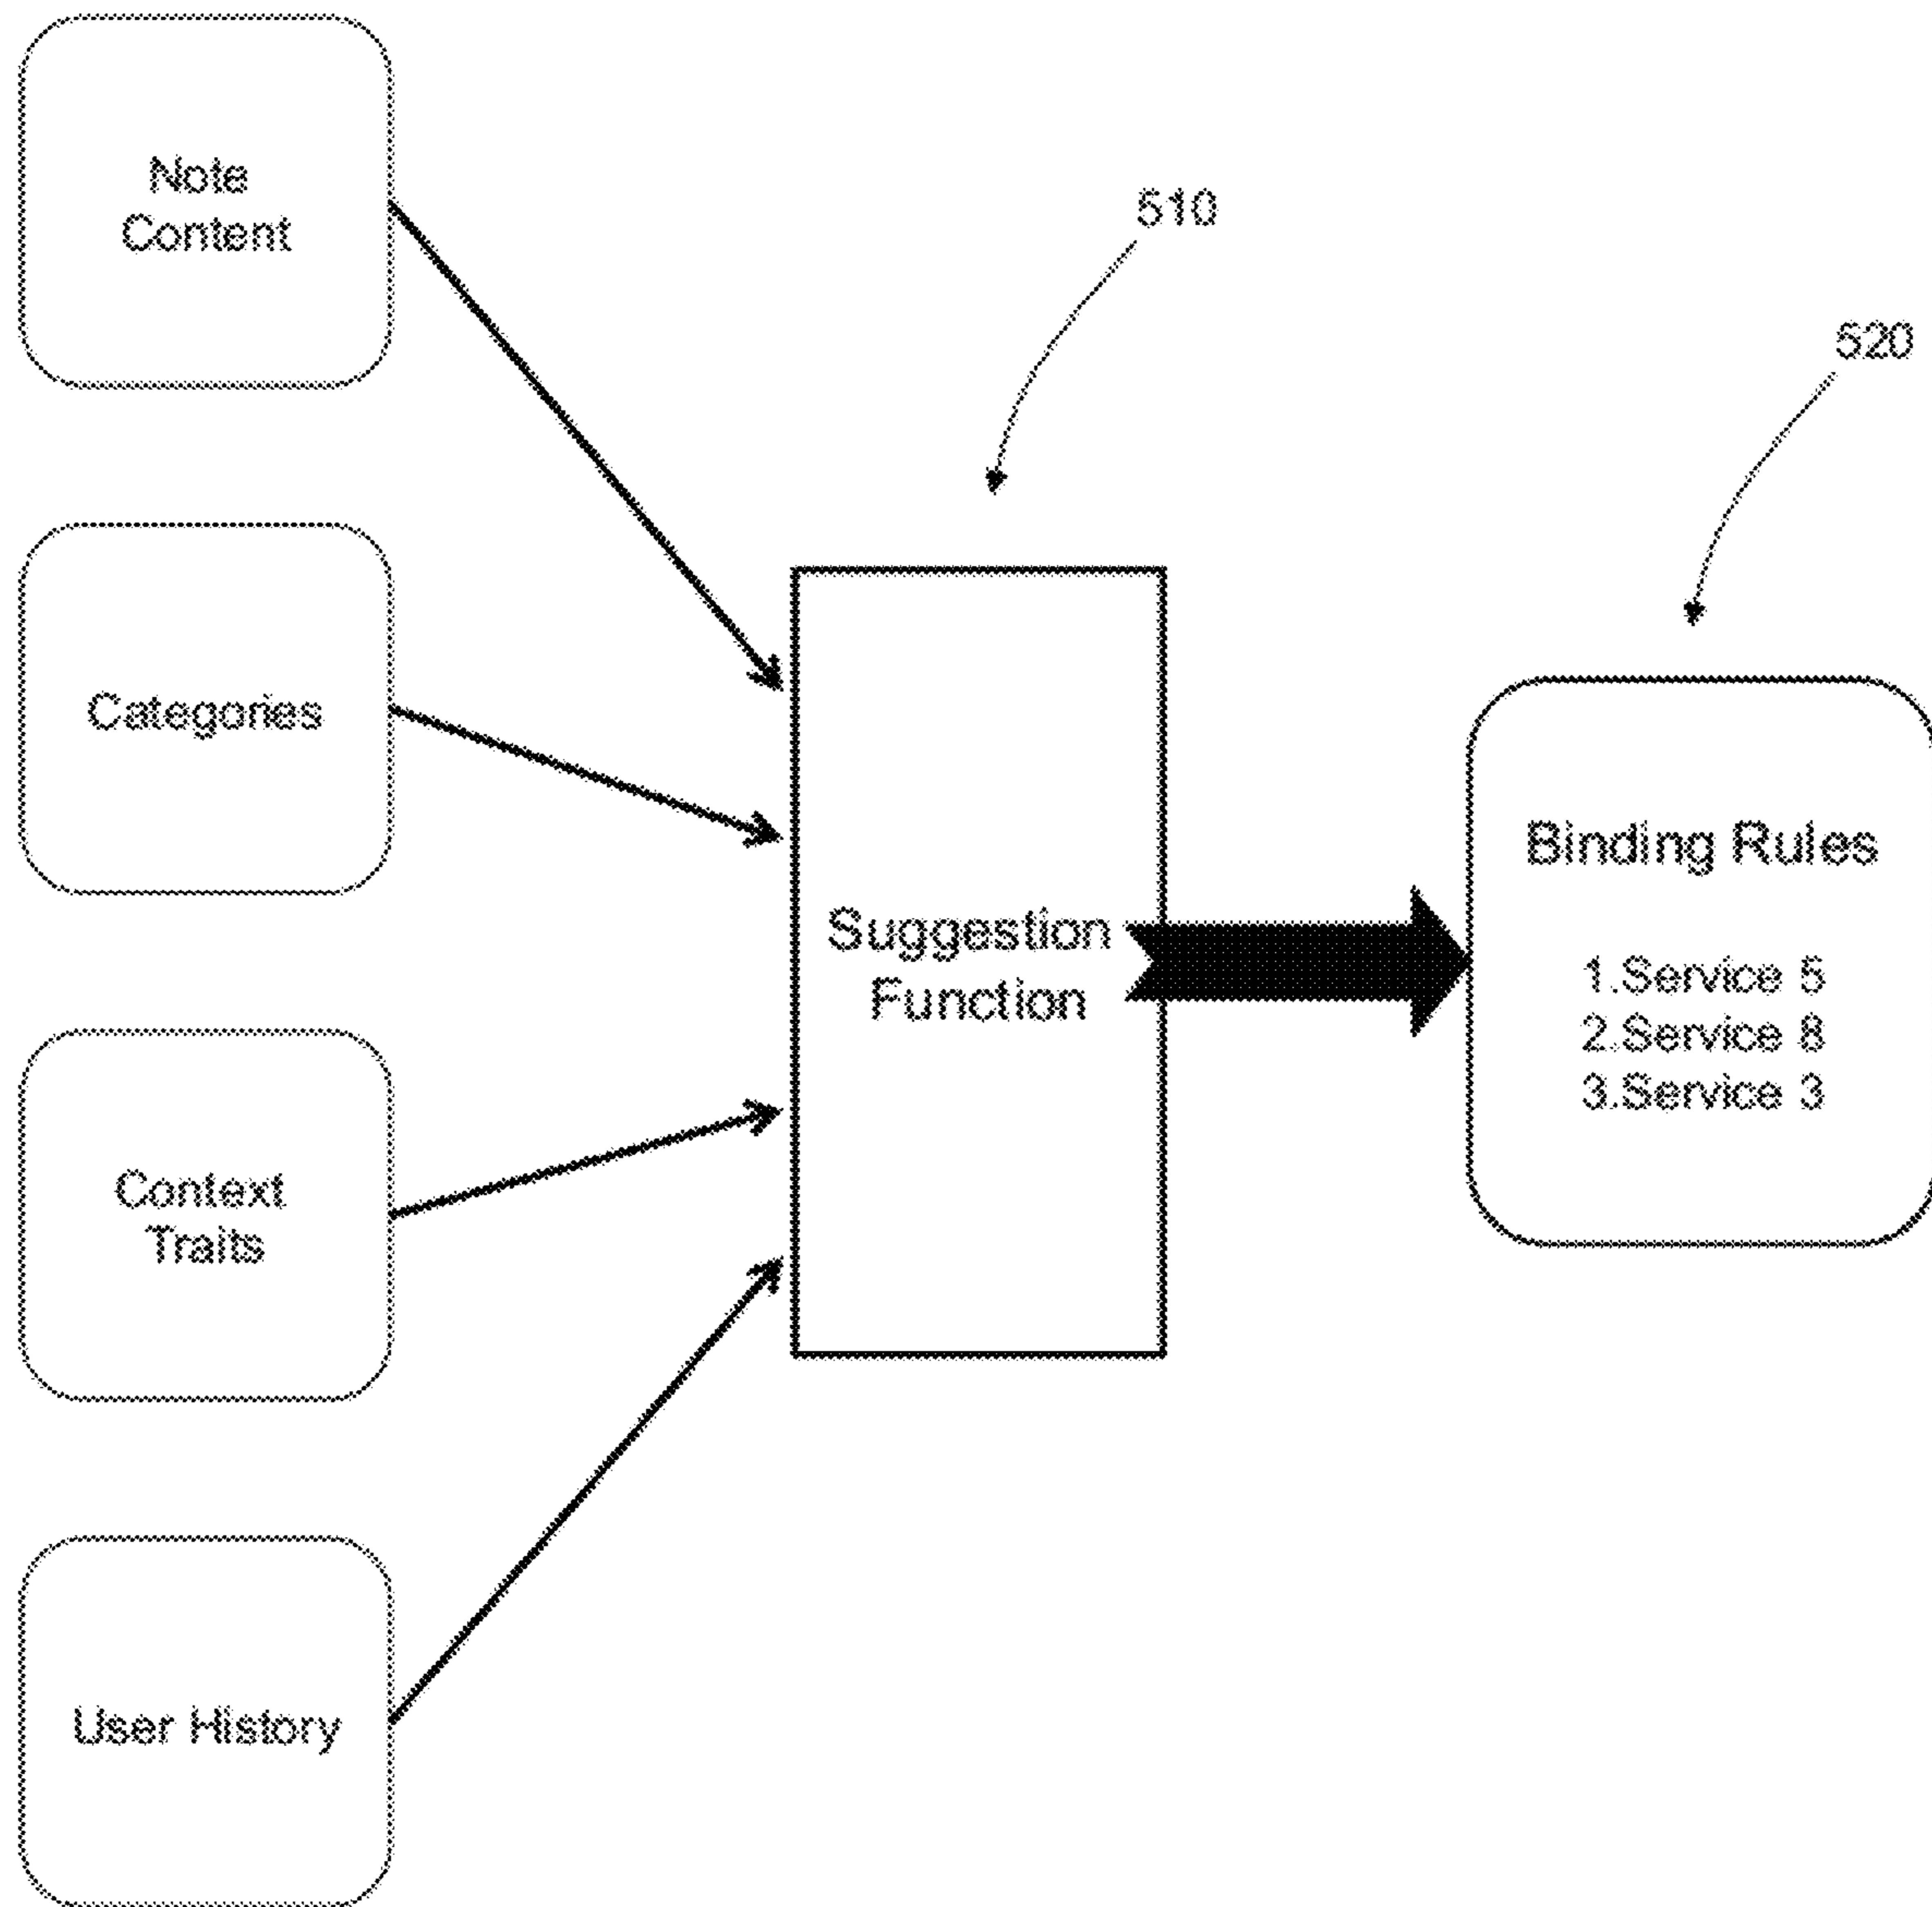 Note
Content
510
520
Categories
Suggestion
Function
Binding Rules
1.Service 5
2.Service 8
3.Service 3
Context
Traits
User History